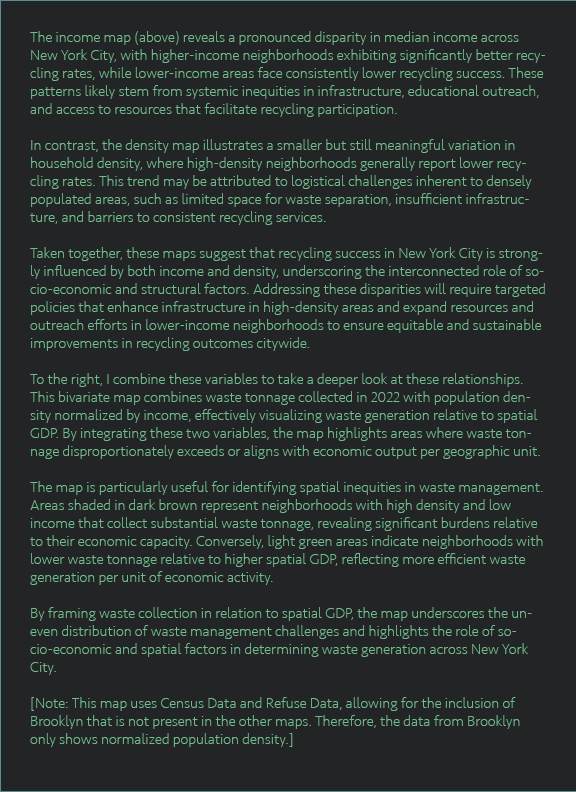 The income map (above) reveals a pronounced disparity in median income across
New York City, with higher-income neighborhoods exhibiting significantly better recy-
cling rates, while lower-income areas face consistently lower recycling success. These
patterns likely stem from systemic inequities in infrastructure, educational outreach,
and access to resources that facilitate recycling participation.
In contrast, the density map illustrates a smaller but still meaningful variation in
household density, where high-density neighborhoods generally report lower recy-
cling rates. This trend may be attributed to logistical challenges inherent to densely
populated areas, such as limited space for waste separation, insufficient infrastruc-
ture, and barriers to consistent recycling services.
Taken together, these maps suggest that recycling success in New York City is strong-
ly influenced by both income and density, underscoring the interconnected role of so-
cio-economic and structural factors. Addressing these disparities will require targeted
policies that enhance infrastructure in high-density areas and expand resources and
outreach efforts in lower-income neighborhoods to ensure equitable and sustainable
improvements in recycling outcomes citywide.
To the right, I combine these variables to take a deeper look at these relationships.
This bivariate map combines waste tonnage collected in 2022 with population den-
sity normalized by income, effectively visualizing waste generation relative to spatial
GDP. By integrating these two variables, the map highlights areas where waste ton-
nage disproportionately exceeds or aligns with economic output per geographic unit.
The map is particularly useful for identifying spatial inequities in waste management.
Areas shaded in dark brown represent neighborhoods with high density and low
income that collect substantial waste tonnage, revealing significant burdens relative
to their economic capacity. Conversely, light green areas indicate neighborhoods with
lower waste tonnage relative to higher spatial GDP, reflecting more efficient waste
generation per unit of economic activity.
By framing waste collection in relation to spatial GDP, the map underscores the un-
even distribution of waste management challenges and highlights the role of so-
cio-economic and spatial factors in determining waste generation across New York
City.
[Note: This map uses Census Data and Refuse Data, allowing for the inclusion of
Brooklyn that is not present in the other maps. Therefore, the data from Brooklyn
only shows normalized population density.]